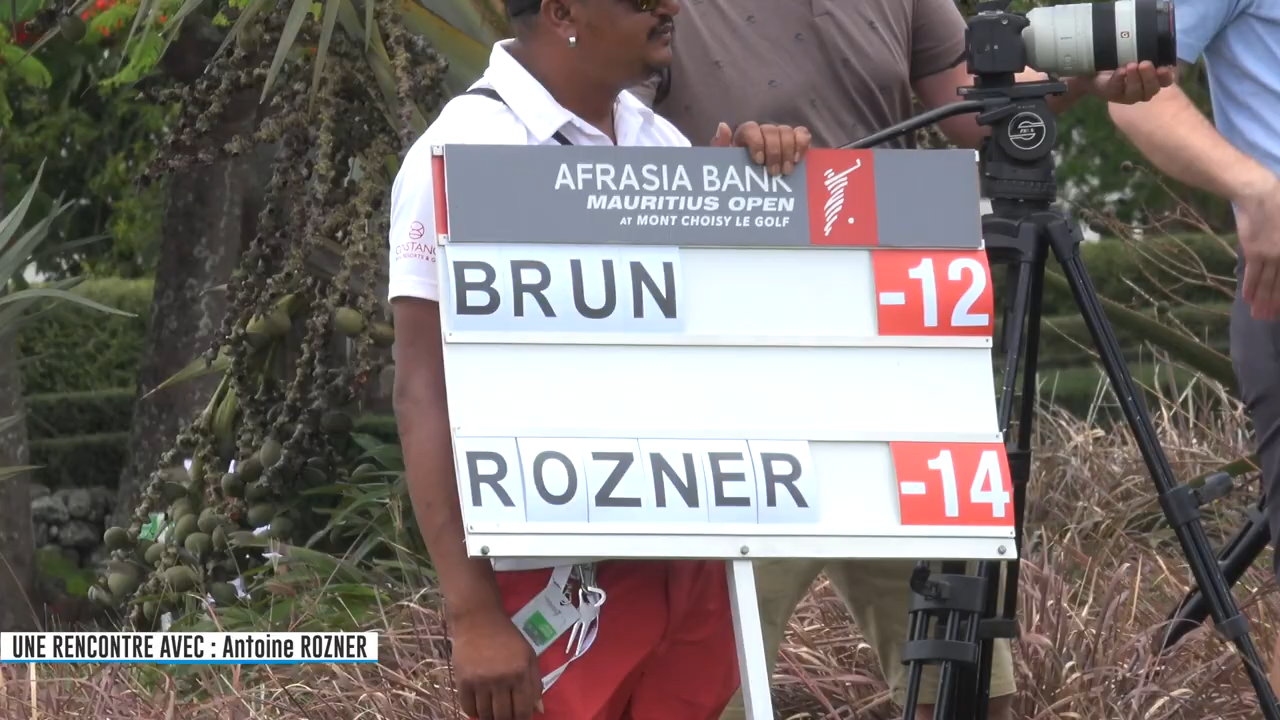 AFRASIA BANK
MAURITIUS OPEN
AT MONT CHOISY LE GOLF
BRUN -12
ROZNER -14
UNE RENCONTRE AVEC : Antoine ROZNER